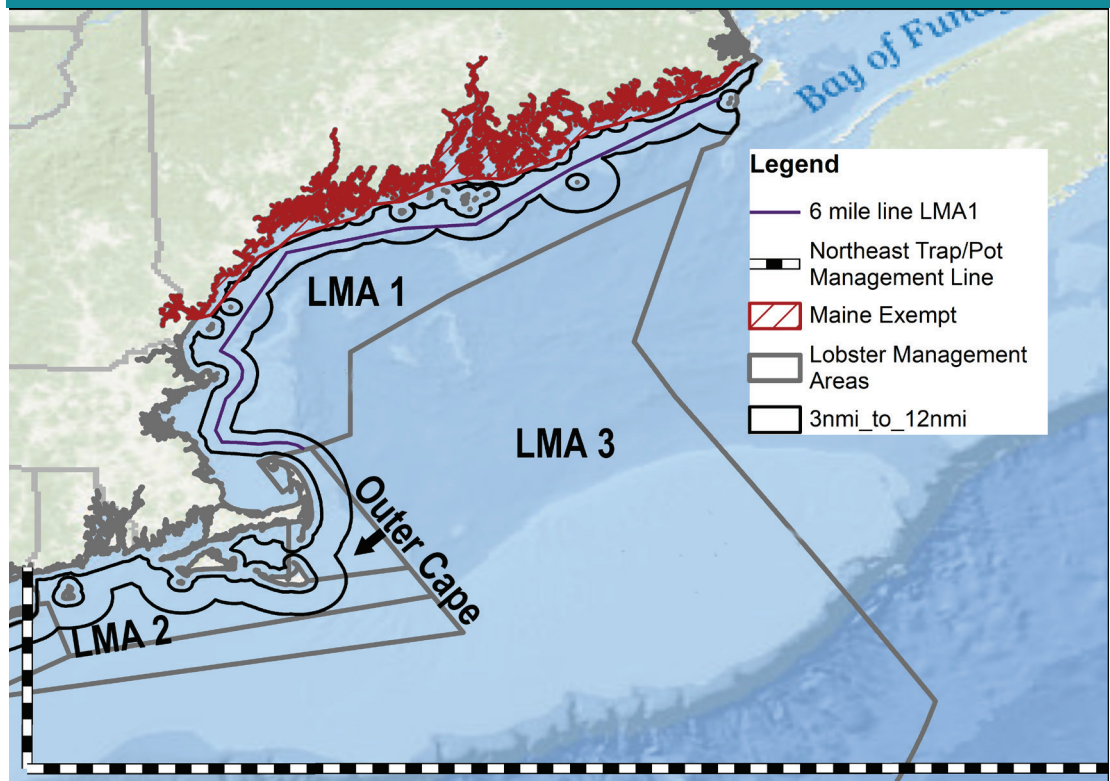 Bay of Fundy
Legend
6 mile line LMA1
Northeast Trap/Pot
Management Line
Maine Exempt
Lobster Management
Areas
3nmi_to_12nmi
LMA 1
LMA 3
Outer Cape
LMA 2